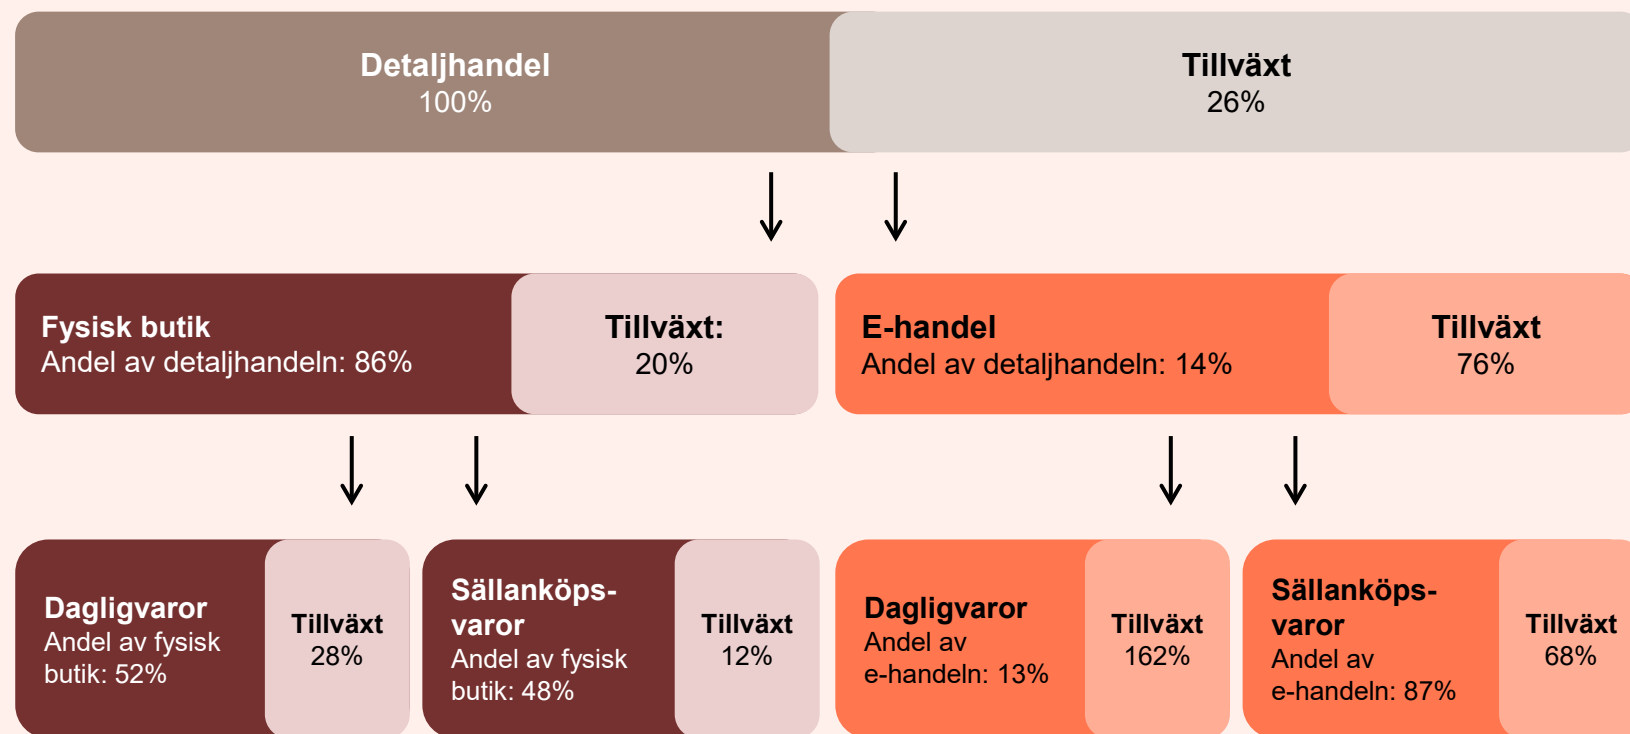 Detaljhandel
100%
Tillväxt
26%
Fysisk butik
Andel av detaljhandeln: 86%
Tillväxt:
20%
E-handel
Andel av detaljhandeln: 14%
Tillväxt
76%
Dagligvaror
Andel av fysisk
butik: 52%
Tillväxt
28%
Sällanköps-
varor
Andel av fysisk
butik: 48%
Tillväxt
12%
Dagligvaror
Andel av
e-handeln: 13%
Tillväxt
162%
Sällanköps-
varor
Andel av
e-handeln: 87%
Tillväxt
68%